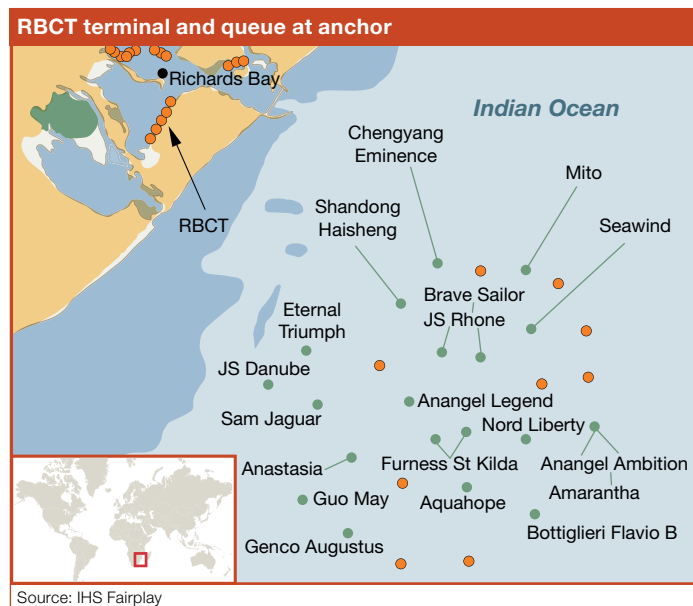 RBCT terminal and queue at anchor
Richards Bay
Indian Ocean
Chengyang
Eminence
Mito
Shandong
Haisheng
RBCT
Seawind
Brave Sailor
JS Rhone
Eternal
Triumph
JS Danube
Anangel Legend
Sam Jaguar
Nord Liberty
Anastasia
Furness St Kilda
Anangel Ambition
Guo May
Aquahope
Amarantha
Bottiglieri Flavio B
Genco Augustus
Source: IHS Fairplay